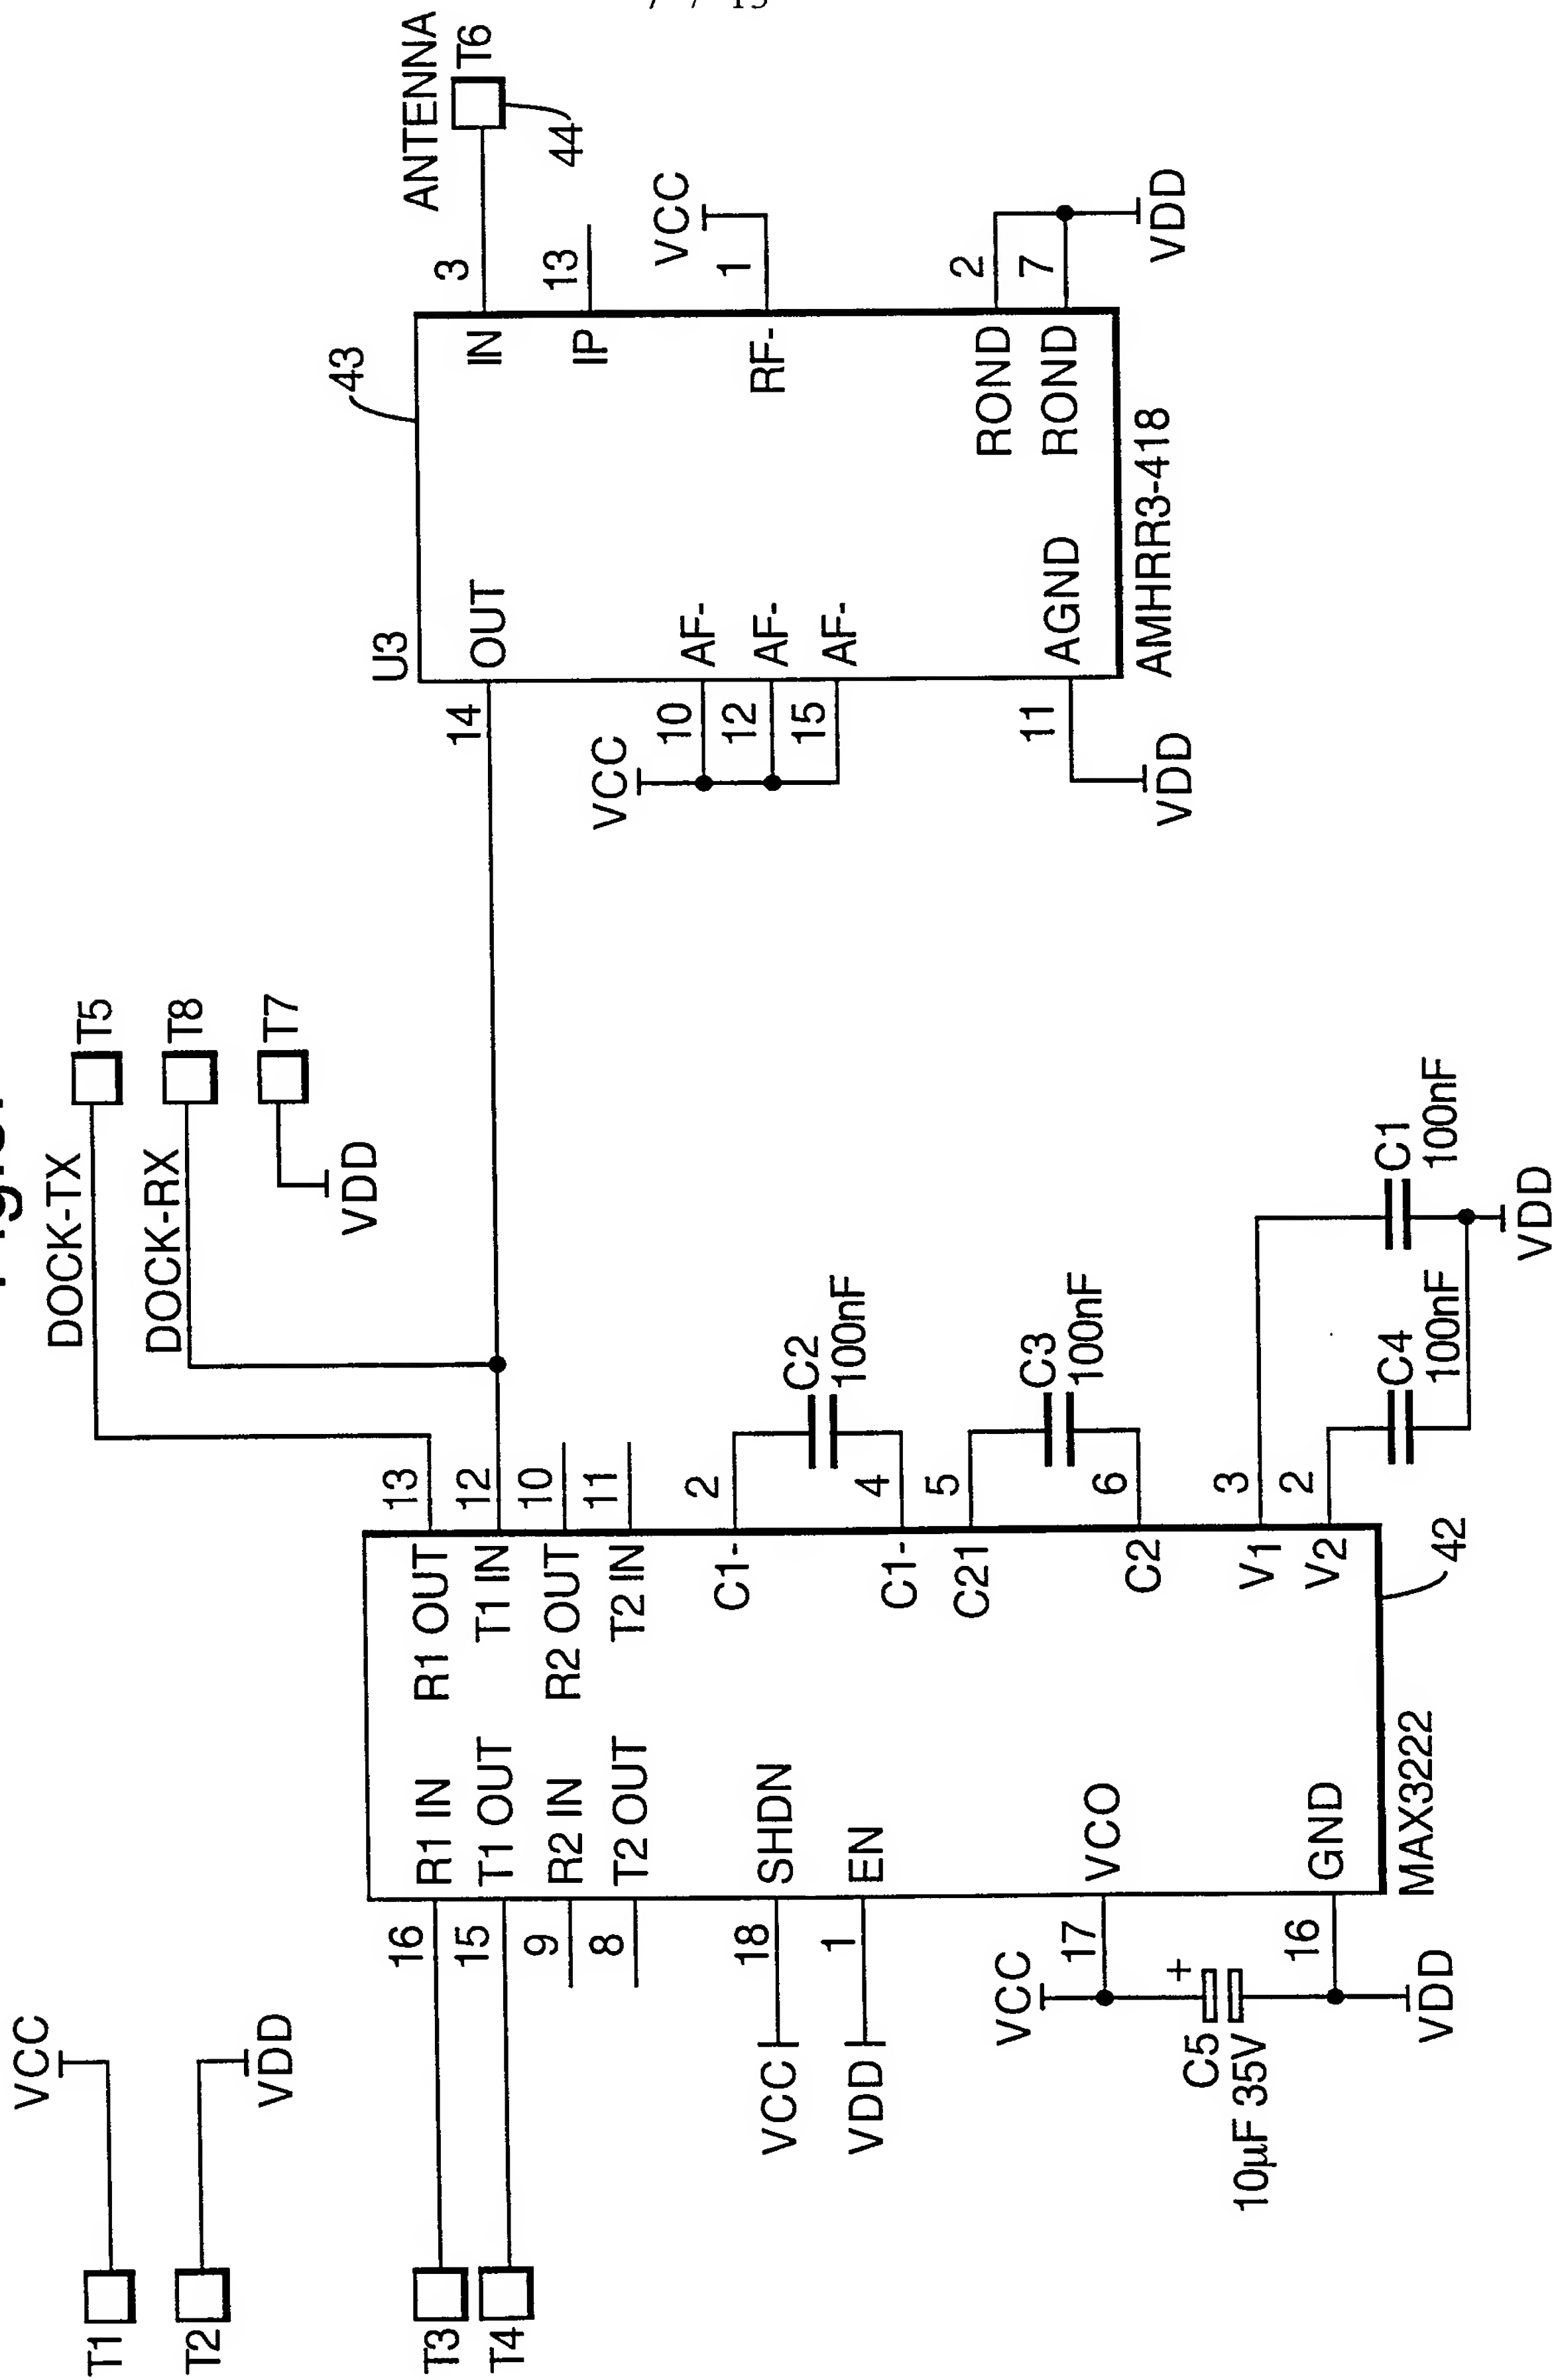 7 / 13
VCC
T1
T2
VDD
DOCK-TX
T5
DOCK-RX
T8
T7
VDD
T3
T4
16
15
9
8
R1 IN
T1 OUT
R2 IN
T2 OUT
R1 OUT
T1 IN
R2 OUT
T2 IN
13
12
10
11
VCC
18
SHDN
VDD
1
EN
VCC
17
VCO
+
C5
10µF 35V
16
GND
VDD
MAX3222
42
C1-
2
C2
100nF
C1-
4
C21
5
C3
100nF
C2
6
V1
3
V2
2
C4
100nF
C1
100nF
VDD
U3
43
14
OUT
IN
3
ANTENNA
T6
44
IP
13
VCC
10
AF-
12
AF-
15
AF-
RF-
1
VCC
ROND
2
ROND
7
VDD
11
AGND
VDD
AMHRR3-418